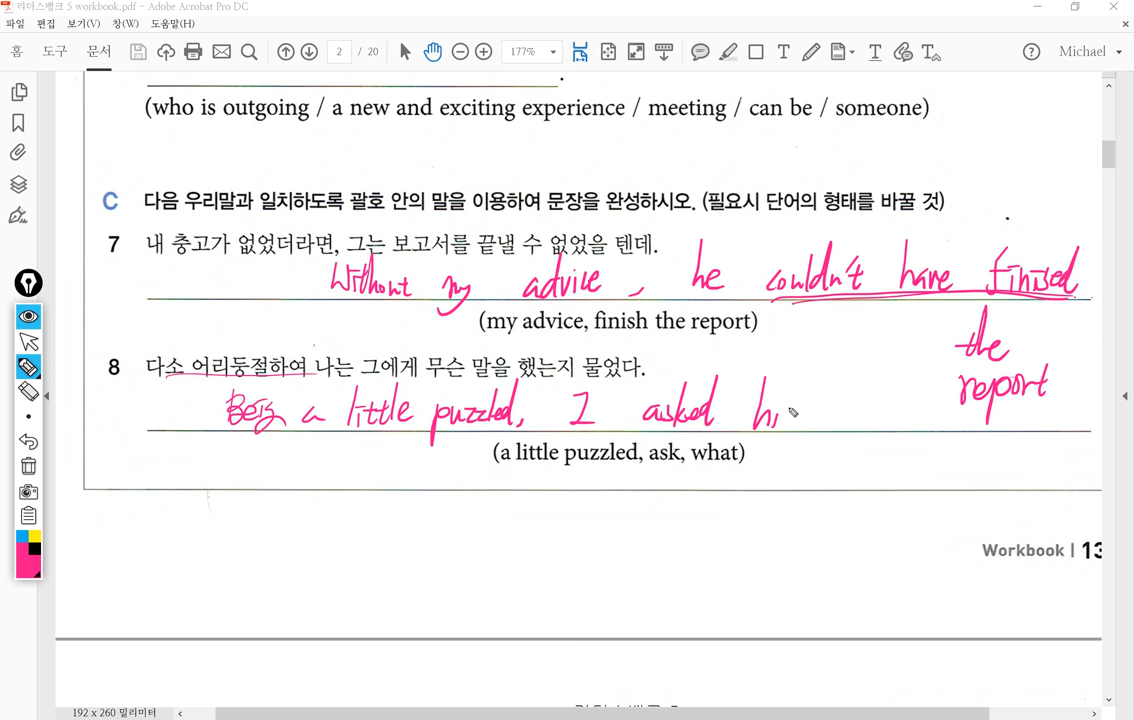 리더스뱅크 5 workbook.pdf - Adobe Acrobat Pro DC
파일 편집 보기(V) 창(W) 도움말(H)
홈 도구 문서 2 / 20 177% Michael
(who is outgoing / a new and exciting experience / meeting / can be / someone)
C 다음 우리말과 일치하도록 괄호 안의 말을 이용하여 문장을 완성하시오. (필요시 단어의 형태를 바꿀 것)
7 내 충고가 없었더라면, 그는 보고서를 끝낼 수 없었을 텐데.
Without my advice, he couldn't have finised
(my advice, finish the report)
the
report
8 다소 어리둥절하여 나는 그에게 무슨 말을 했는지 물었다.
Being a little puzzled, I asked hi
(a little puzzled, ask, what)
Workbook | 13
192 x 260 밀리미터